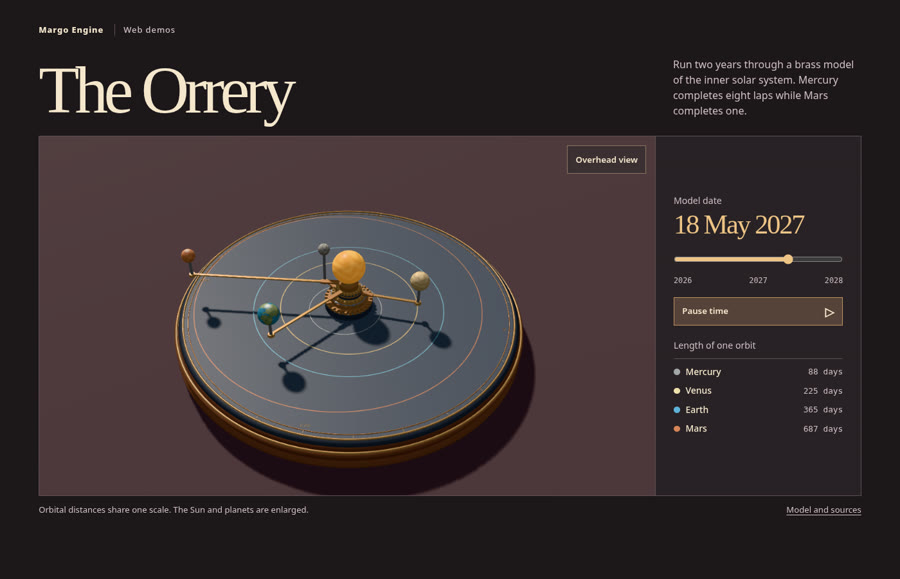 Margo Engine
Web demos
The Orrery
Run two years through a brass model
of the inner solar system. Mercury
completes eight laps while Mars
completes one.
Overhead view
Model date
18 May 2027
2026 2027 2028
Pause time
Length of one orbit
Mercury 88 days
Venus 225 days
Earth 365 days
Mars 687 days
Orbital distances share one scale. The Sun and planets are enlarged.
Model and sources